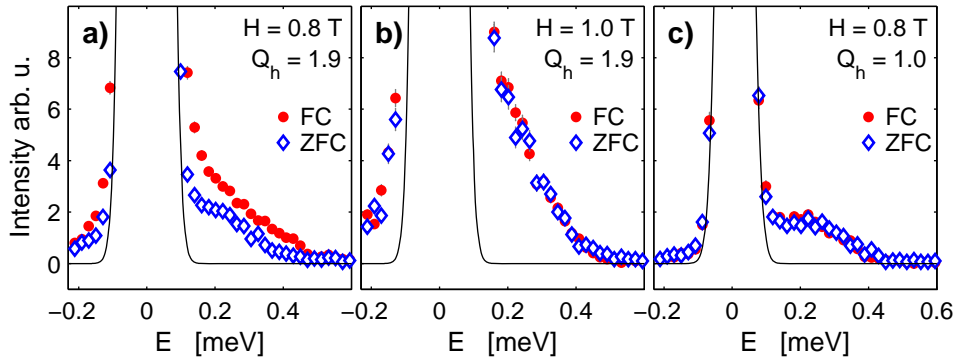 a) H = 0.8 T
Q_h = 1.9
FC
ZFC
b) H = 1.0 T
Q_h = 1.9
FC
ZFC
c) H = 0.8 T
Q_h = 1.0
FC
ZFC
Intensity arb. u.
8
6
4
2
0
−0.2 0 0.2 0.4 −0.2 0 0.2 0.4 −0.2 0 0.2 0.4 0.6
E [meV] E [meV] E [meV]